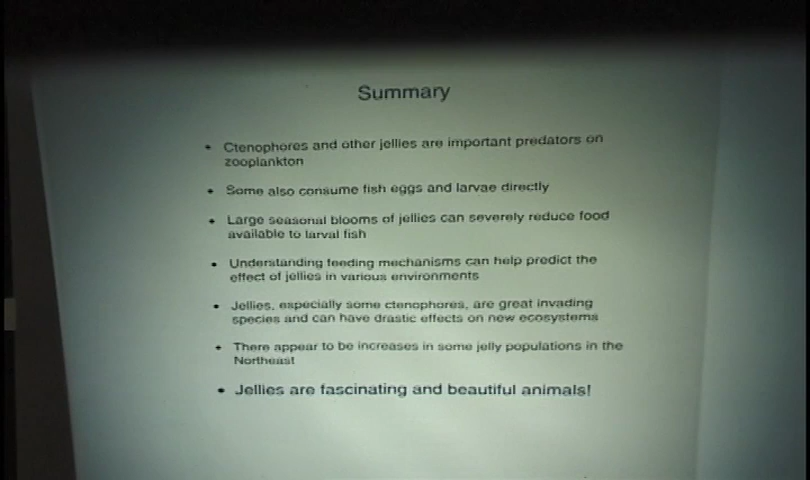 Summary
• Ctenophores and other jellies are important predators on
zooplankton
• Some also consume fish eggs and larvae directly
• Large seasonal blooms of jellies can severely reduce food
available to larval fish
• Understanding feeding mechanisms can help predict the
effect of jellies in various environments
• Jellies, especially some ctenophores, are great invading
species and can have drastic effects on new ecosystems
• There appear to be increases in some jelly populations in the
Northeast
• Jellies are fascinating and beautiful animals!